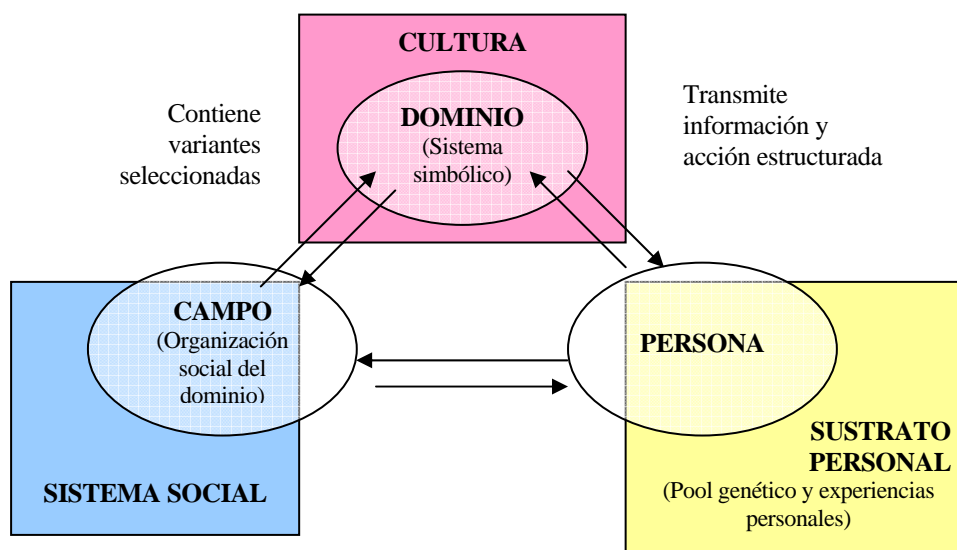 CULTURA
DOMINIO
(Sistema
simbólico)
Contiene
variantes
seleccionadas
Transmite
información y
acción estructurada
CAMPO
(Organización
social del
dominio)
PERSONA
SISTEMA SOCIAL
SUSTRATO
PERSONAL
(Pool genético y experiencias
personales)